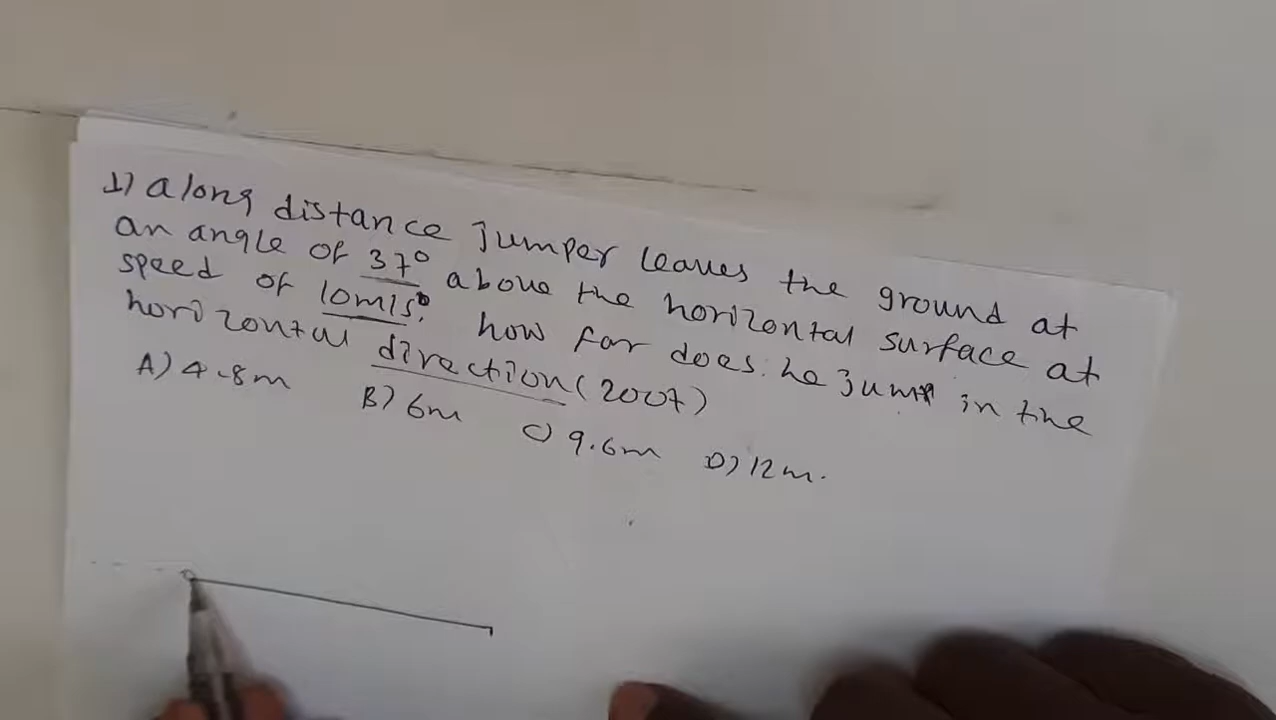 1) along distance jumper leaves the ground at
an angle of 37° above the horizontal surface at
speed of 10m/s. how far does he jump in the
horizontal direction (2007)
A) 4.8m B) 6m C) 9.6m D) 12m.